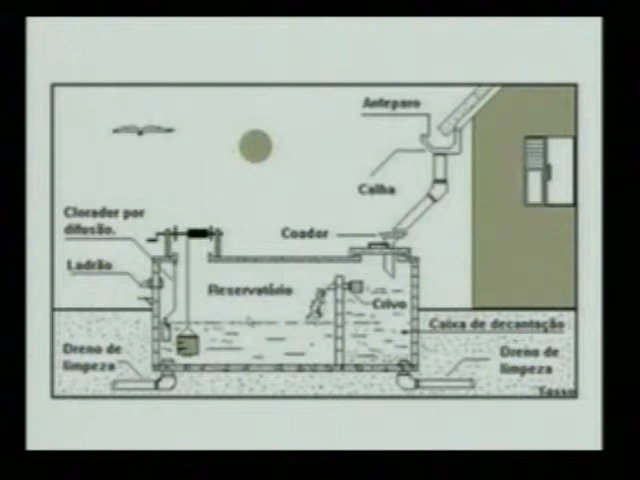 Anteparo
Calha
Clorador por
difusão.
Coador
Ladrão
Reservatório
Crivo
Caixa de decantação
Dreno de
limpeza
Dreno de
limpeza
Tasso